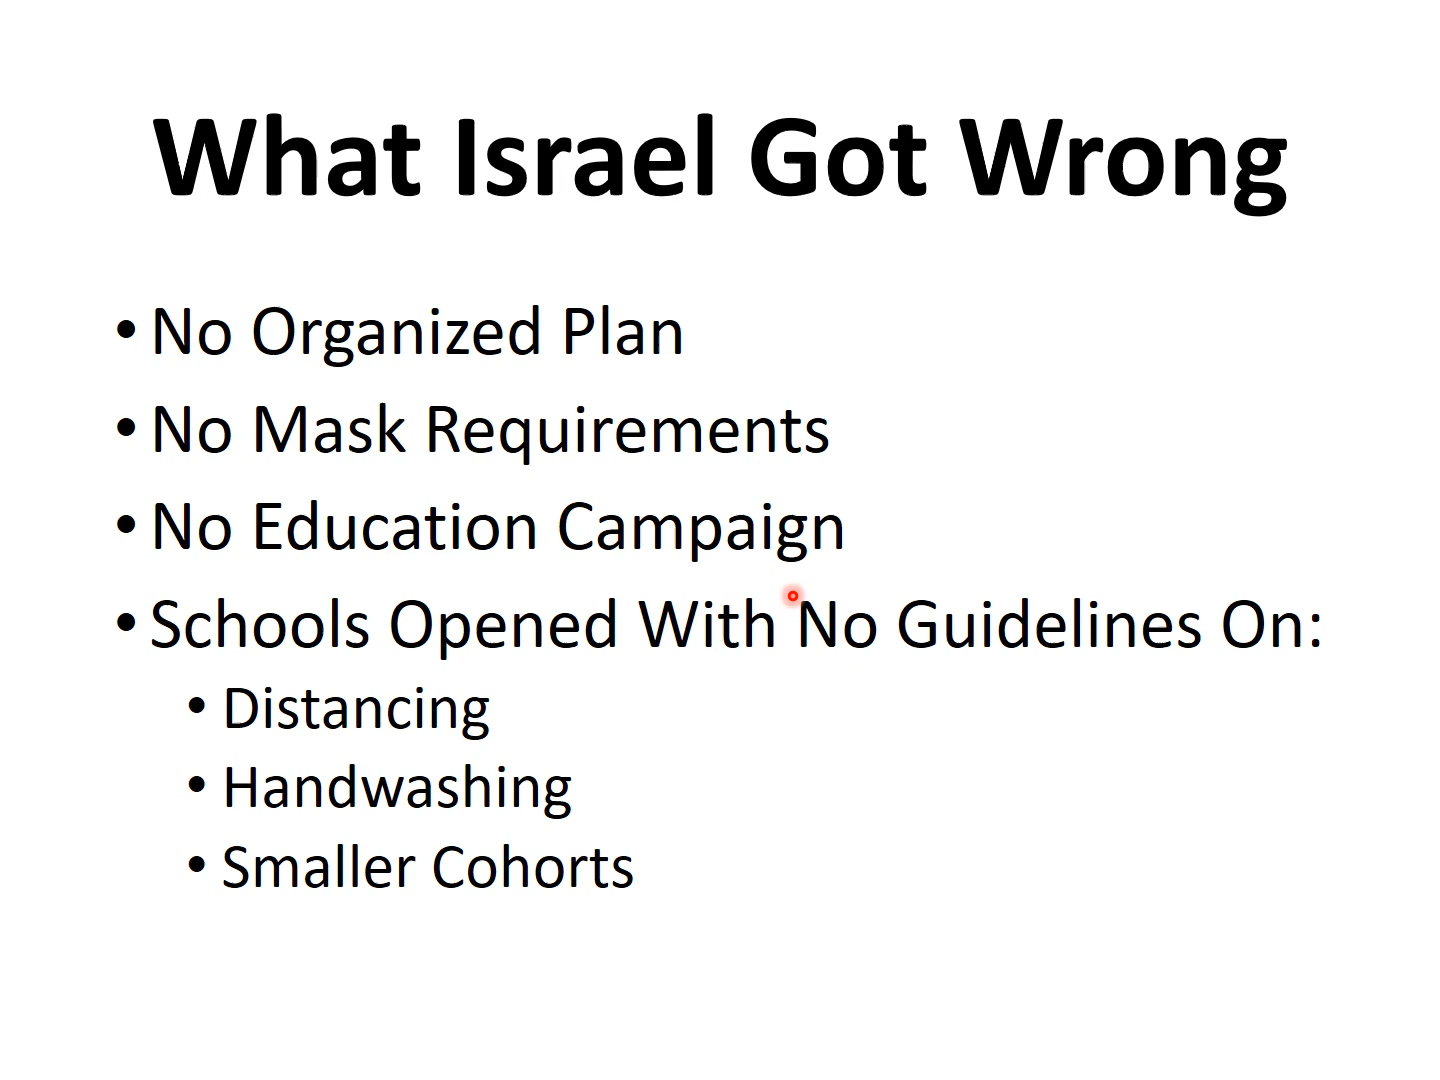 What Israel Got Wrong
• No Organized Plan
• No Mask Requirements
• No Education Campaign
• Schools Opened With No Guidelines On:
• Distancing
• Handwashing
• Smaller Cohorts